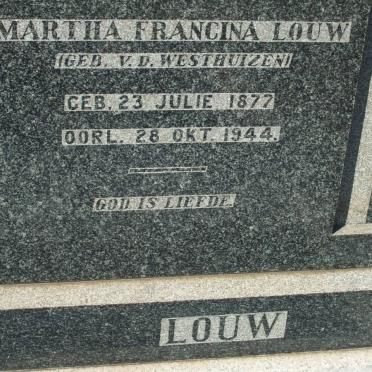 MARTHA FRANCINA LOUW
(GEB. V.D. WESTHUIZEN)
GEB. 23 JULIE 1877
OORL. 28 OKT. 1944.
GOD IS LIEFDE.
LOUW